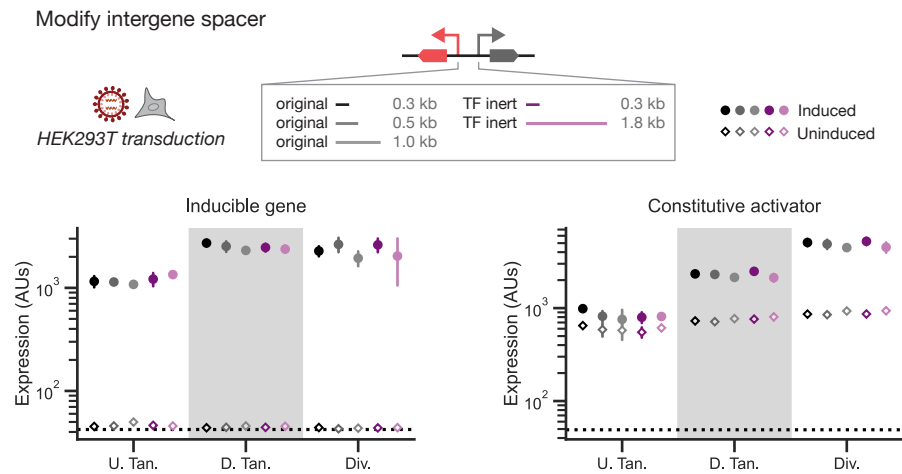 Modify intergene spacer
HEK293T transduction
original 0.3 kb
original 0.5 kb
original 1.0 kb
TF inert 0.3 kb
TF inert 1.8 kb
Induced
Uninduced
Inducible gene
Expression (AUs)
10³
10²
U. Tan. D. Tan. Div.
Constitutive activator
Expression (AUs)
10³
10²
U. Tan. D. Tan. Div.